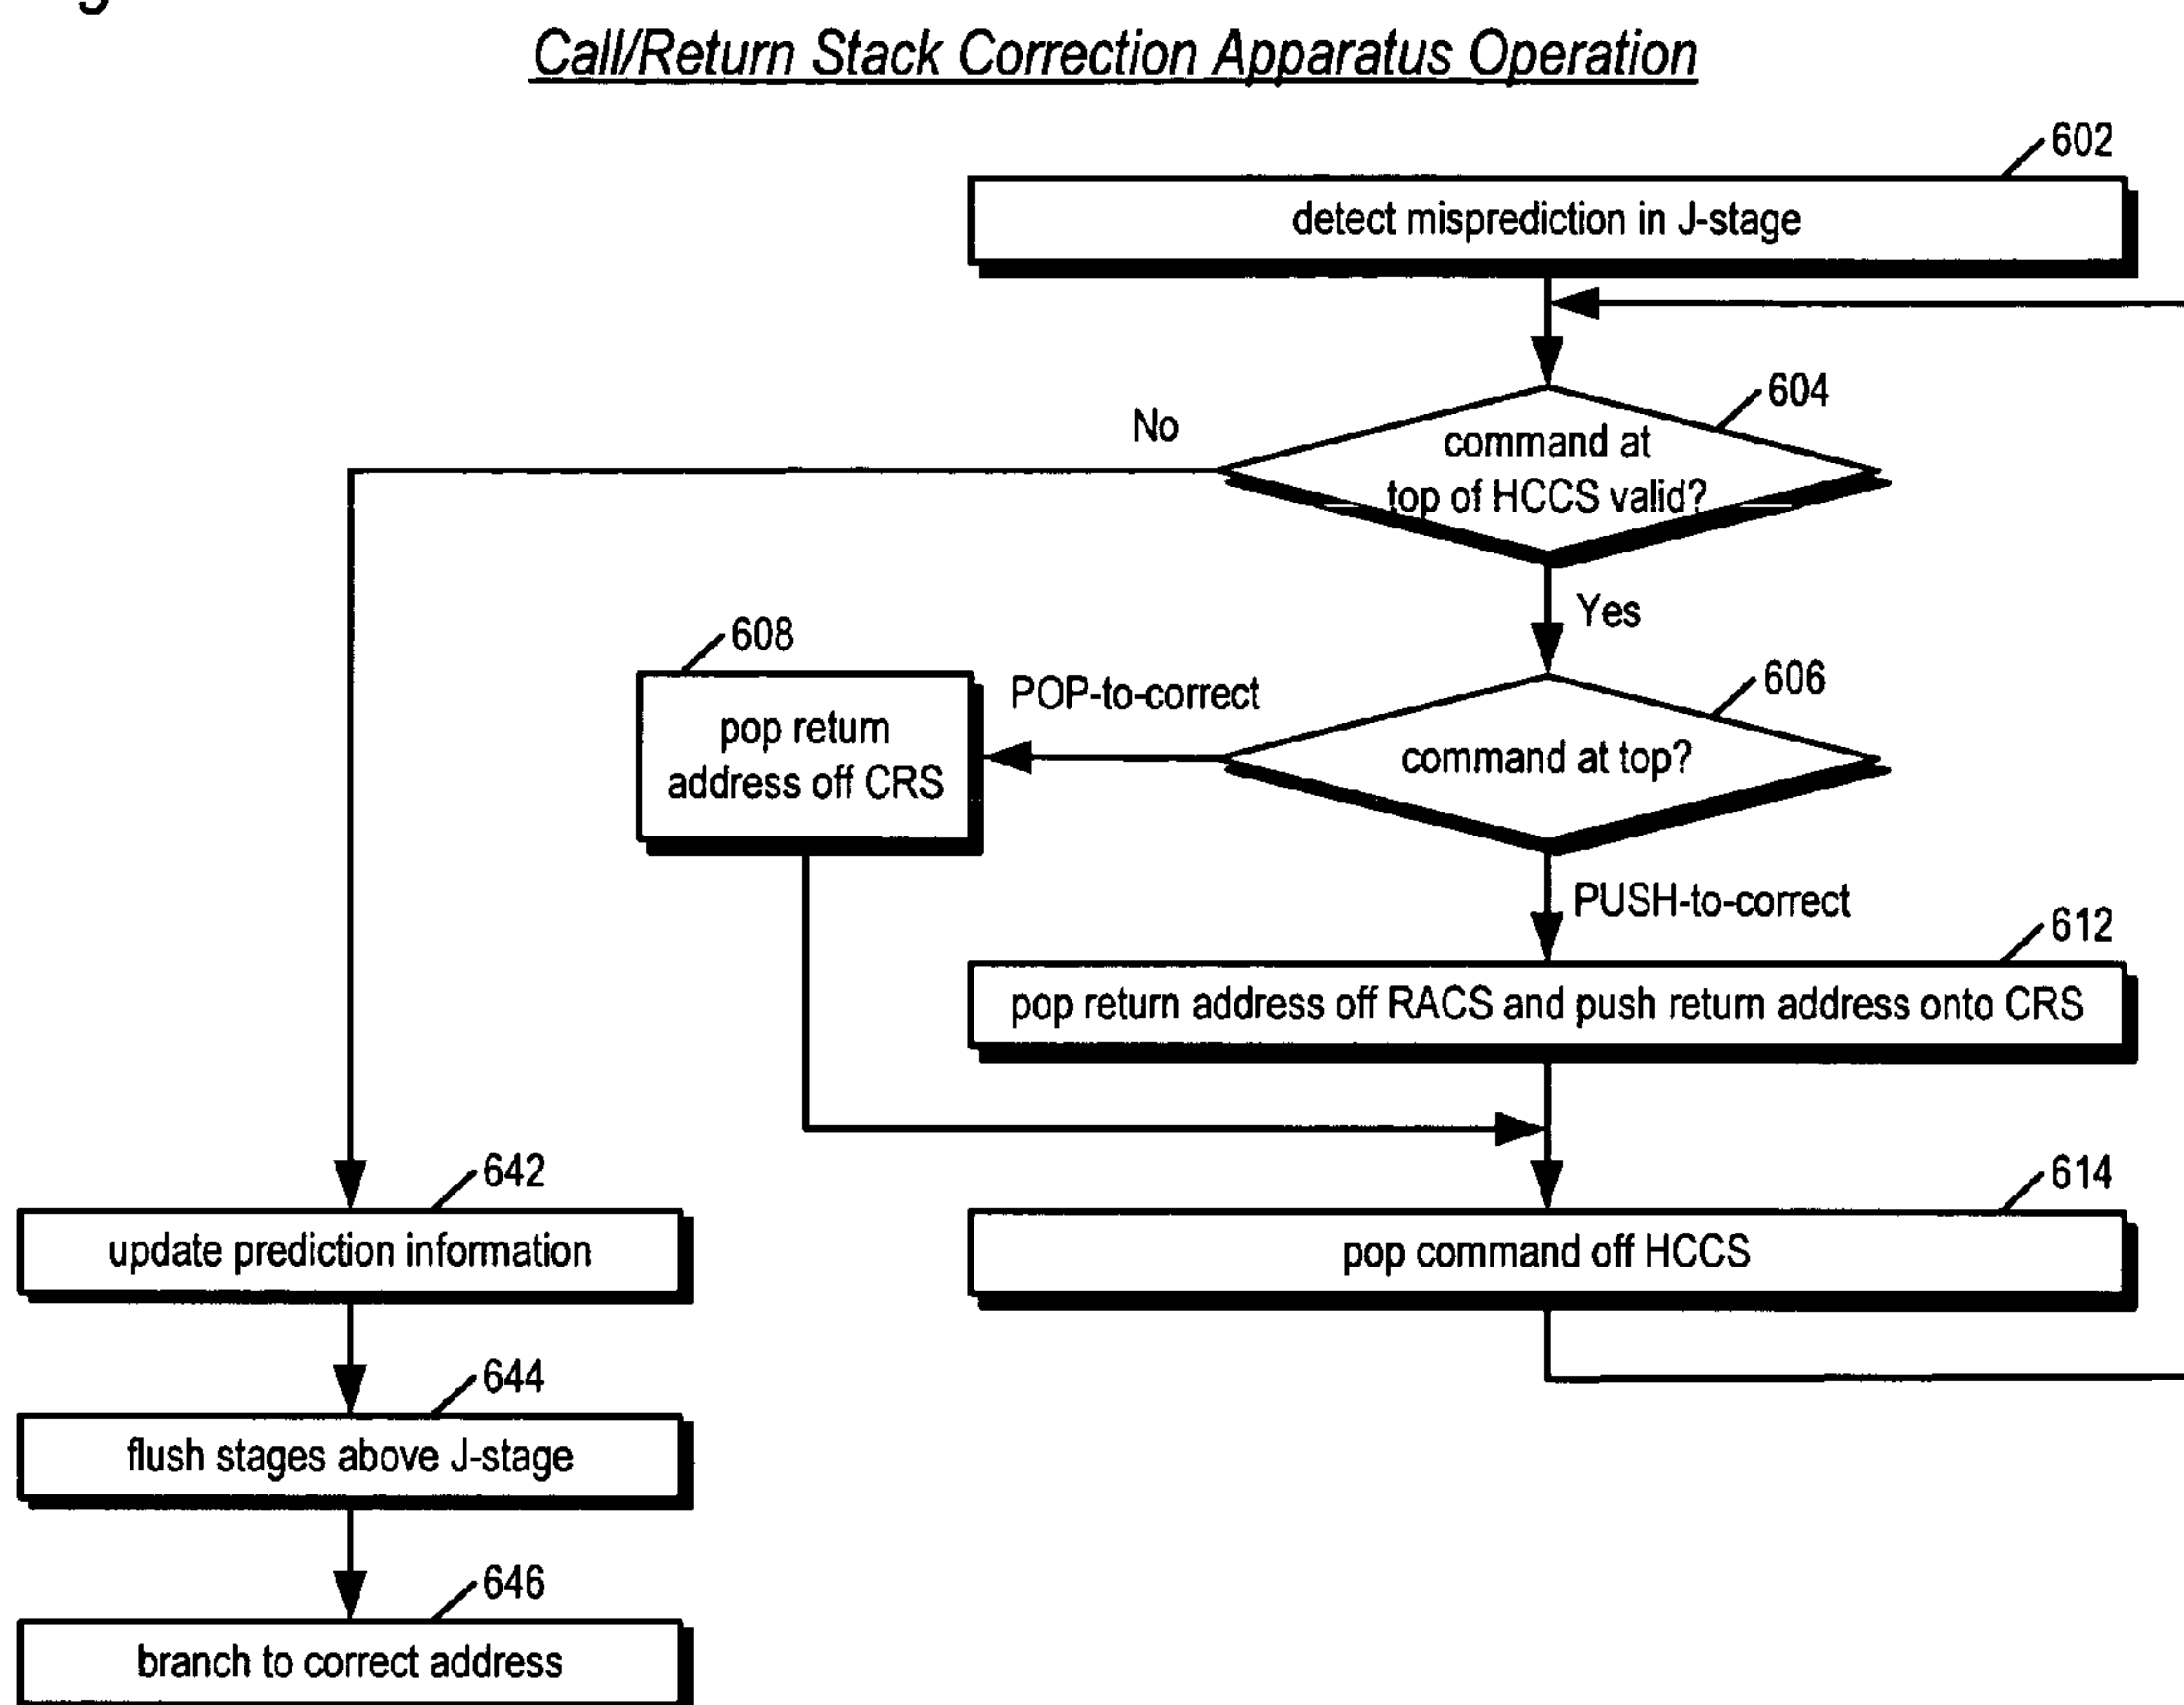 Call/Return Stack Correction Apparatus Operation
602
detect misprediction in J-stage
604
No
command at
top of HCCS valid?
Yes
608
606
POP-to-correct
pop return
address off CRS
command at top?
PUSH-to-correct
612
pop return address off RACS and push return address onto CRS
642
614
update prediction information
pop command off HCCS
644
flush stages above J-stage
646
branch to correct address